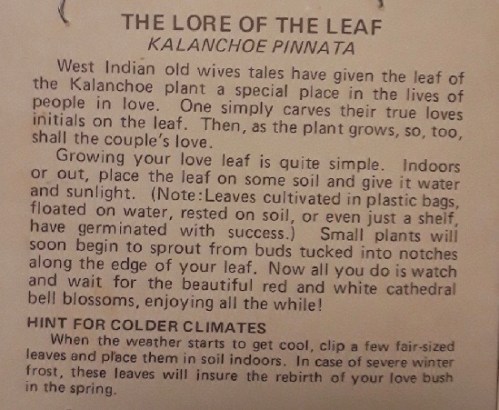 THE LORE OF THE LEAF
KALANCHOE PINNATA
West Indian old wives tales have given the leaf of
the Kalanchoe plant a special place in the lives of
people in love. One simply carves their true loves
initials on the leaf. Then, as the plant grows, so, too,
shall the couple's love.
Growing your love leaf is quite simple. Indoors
or out, place the leaf on some soil and give it water
and sunlight. (Note:Leaves cultivated in plastic bags,
floated on water, rested on soil, or even just a shelf,
have germinated with success.) Small plants will
soon begin to sprout from buds tucked into notches
along the edge of your leaf. Now all you do is watch
and wait for the beautiful red and white cathedral
bell blossoms, enjoying all the while!
HINT FOR COLDER CLIMATES
When the weather starts to get cool, clip a few fair-sized
leaves and place them in soil indoors. In case of severe winter
frost, these leaves will insure the rebirth of your love bush
in the spring.